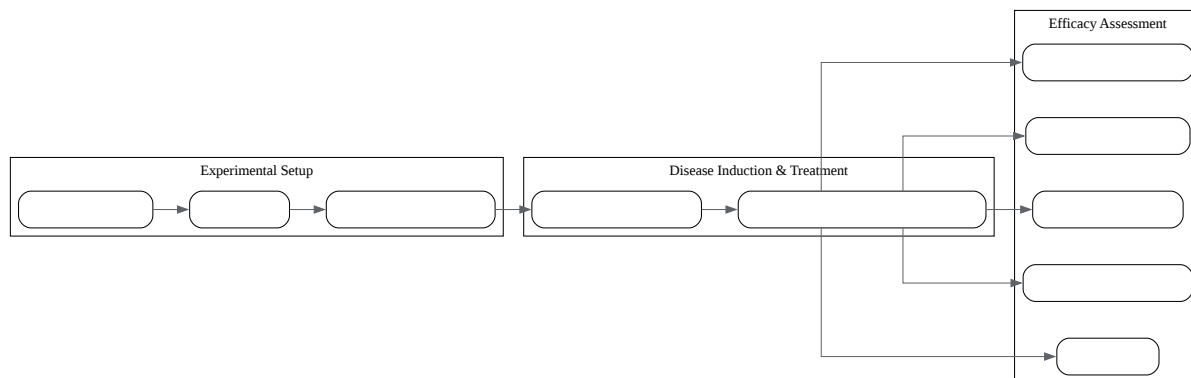 Efficacy Assessment
Experimental Setup
Disease Induction & Treatment